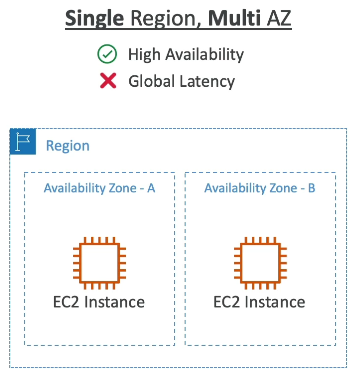 Single Region, Multi AZ
High Availability
Global Latency
Region
Availability Zone - A
Availability Zone - B
EC2 Instance
EC2 Instance